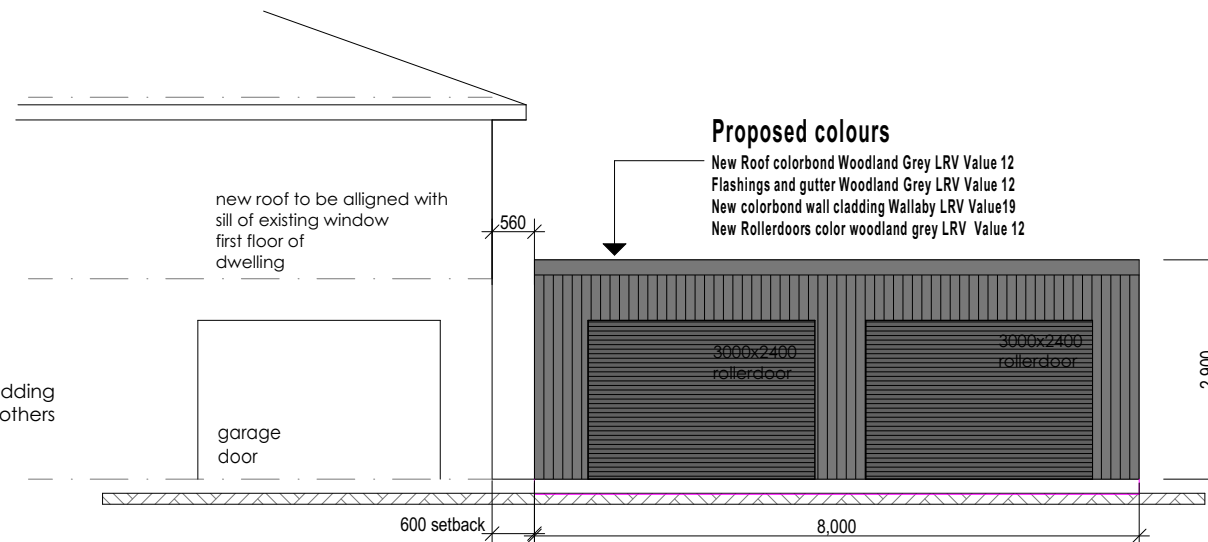 Proposed colours
New Roof colorbond Woodland Grey LRV Value 12
Flashings and gutter Woodland Grey LRV Value 12
New colorbond wall cladding Wallaby LRV Value19
New Rollerdoors color woodland grey LRV Value 12
new roof to be alligned with
sill of existing window
first floor of
dwelling
560
3000x2400
rollerdoor
3000x2400
rollerdoor
2,900
dding
others
garage
door
600 setback
8,000